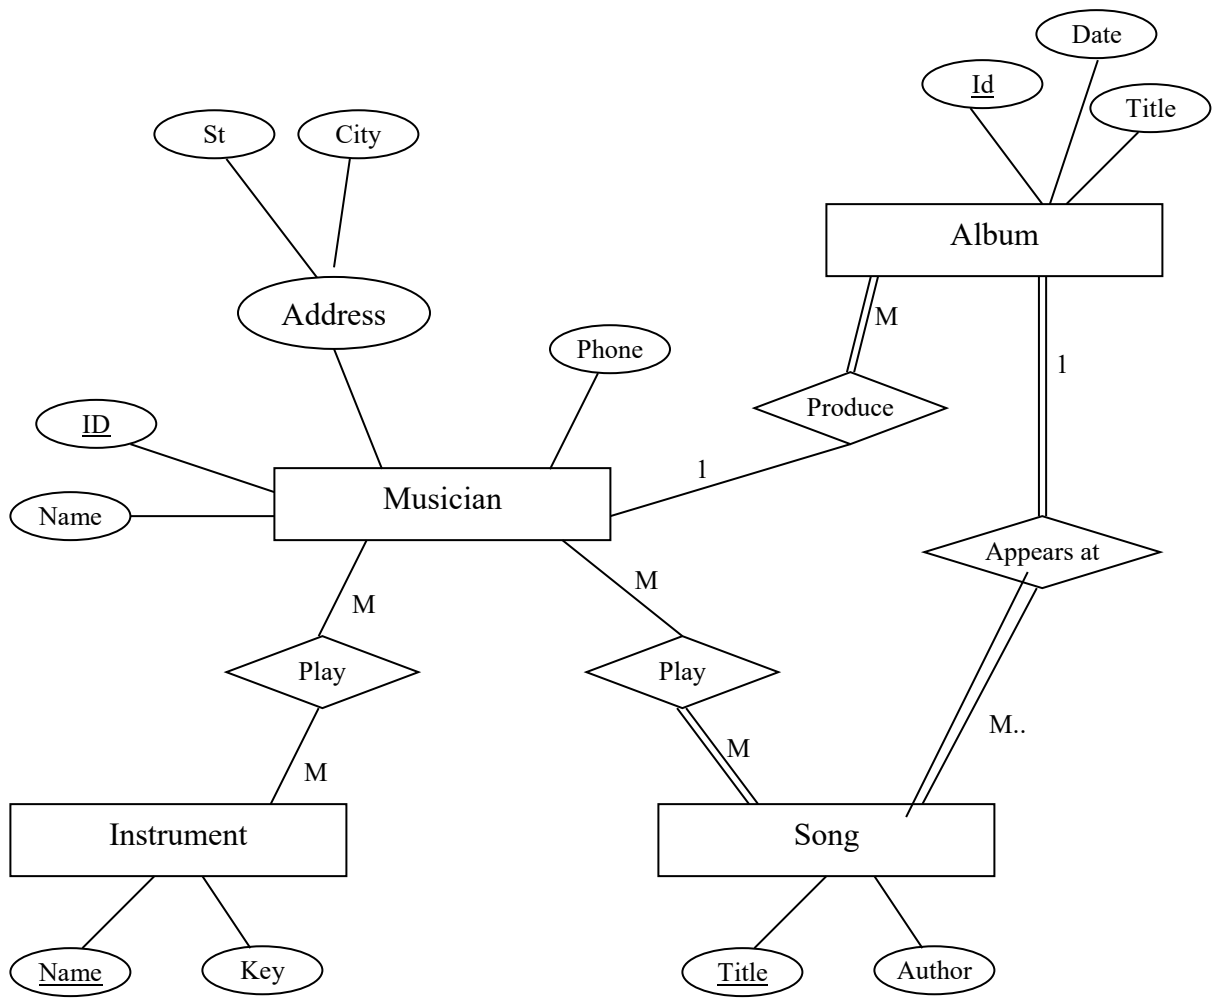 Date
Id
Title
St
City
Album
Address
M
Phone
1
Produce
ID
1
Musician
Name
Appears at
M
M
Play
Play
M..
M
M
Instrument
Song
Name
Key
Title
Author